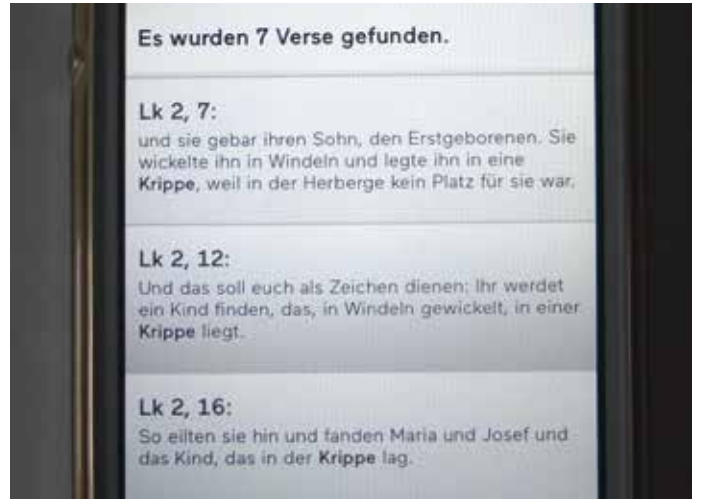 Es wurden 7 Verse gefunden.
Lk 2, 7:
und sie gebar ihren Sohn, den Erstgeborenen. Sie
wickelte ihn in Windeln und legte ihn in eine
Krippe, weil in der Herberge kein Platz für sie war.
Lk 2, 12:
Und das soll euch als Zeichen dienen: Ihr werdet
ein Kind finden, das, in Windeln gewickelt, in einer
Krippe liegt.
Lk 2, 16:
So eilten sie hin und fanden Maria und Josef und
das Kind, das in der Krippe lag.